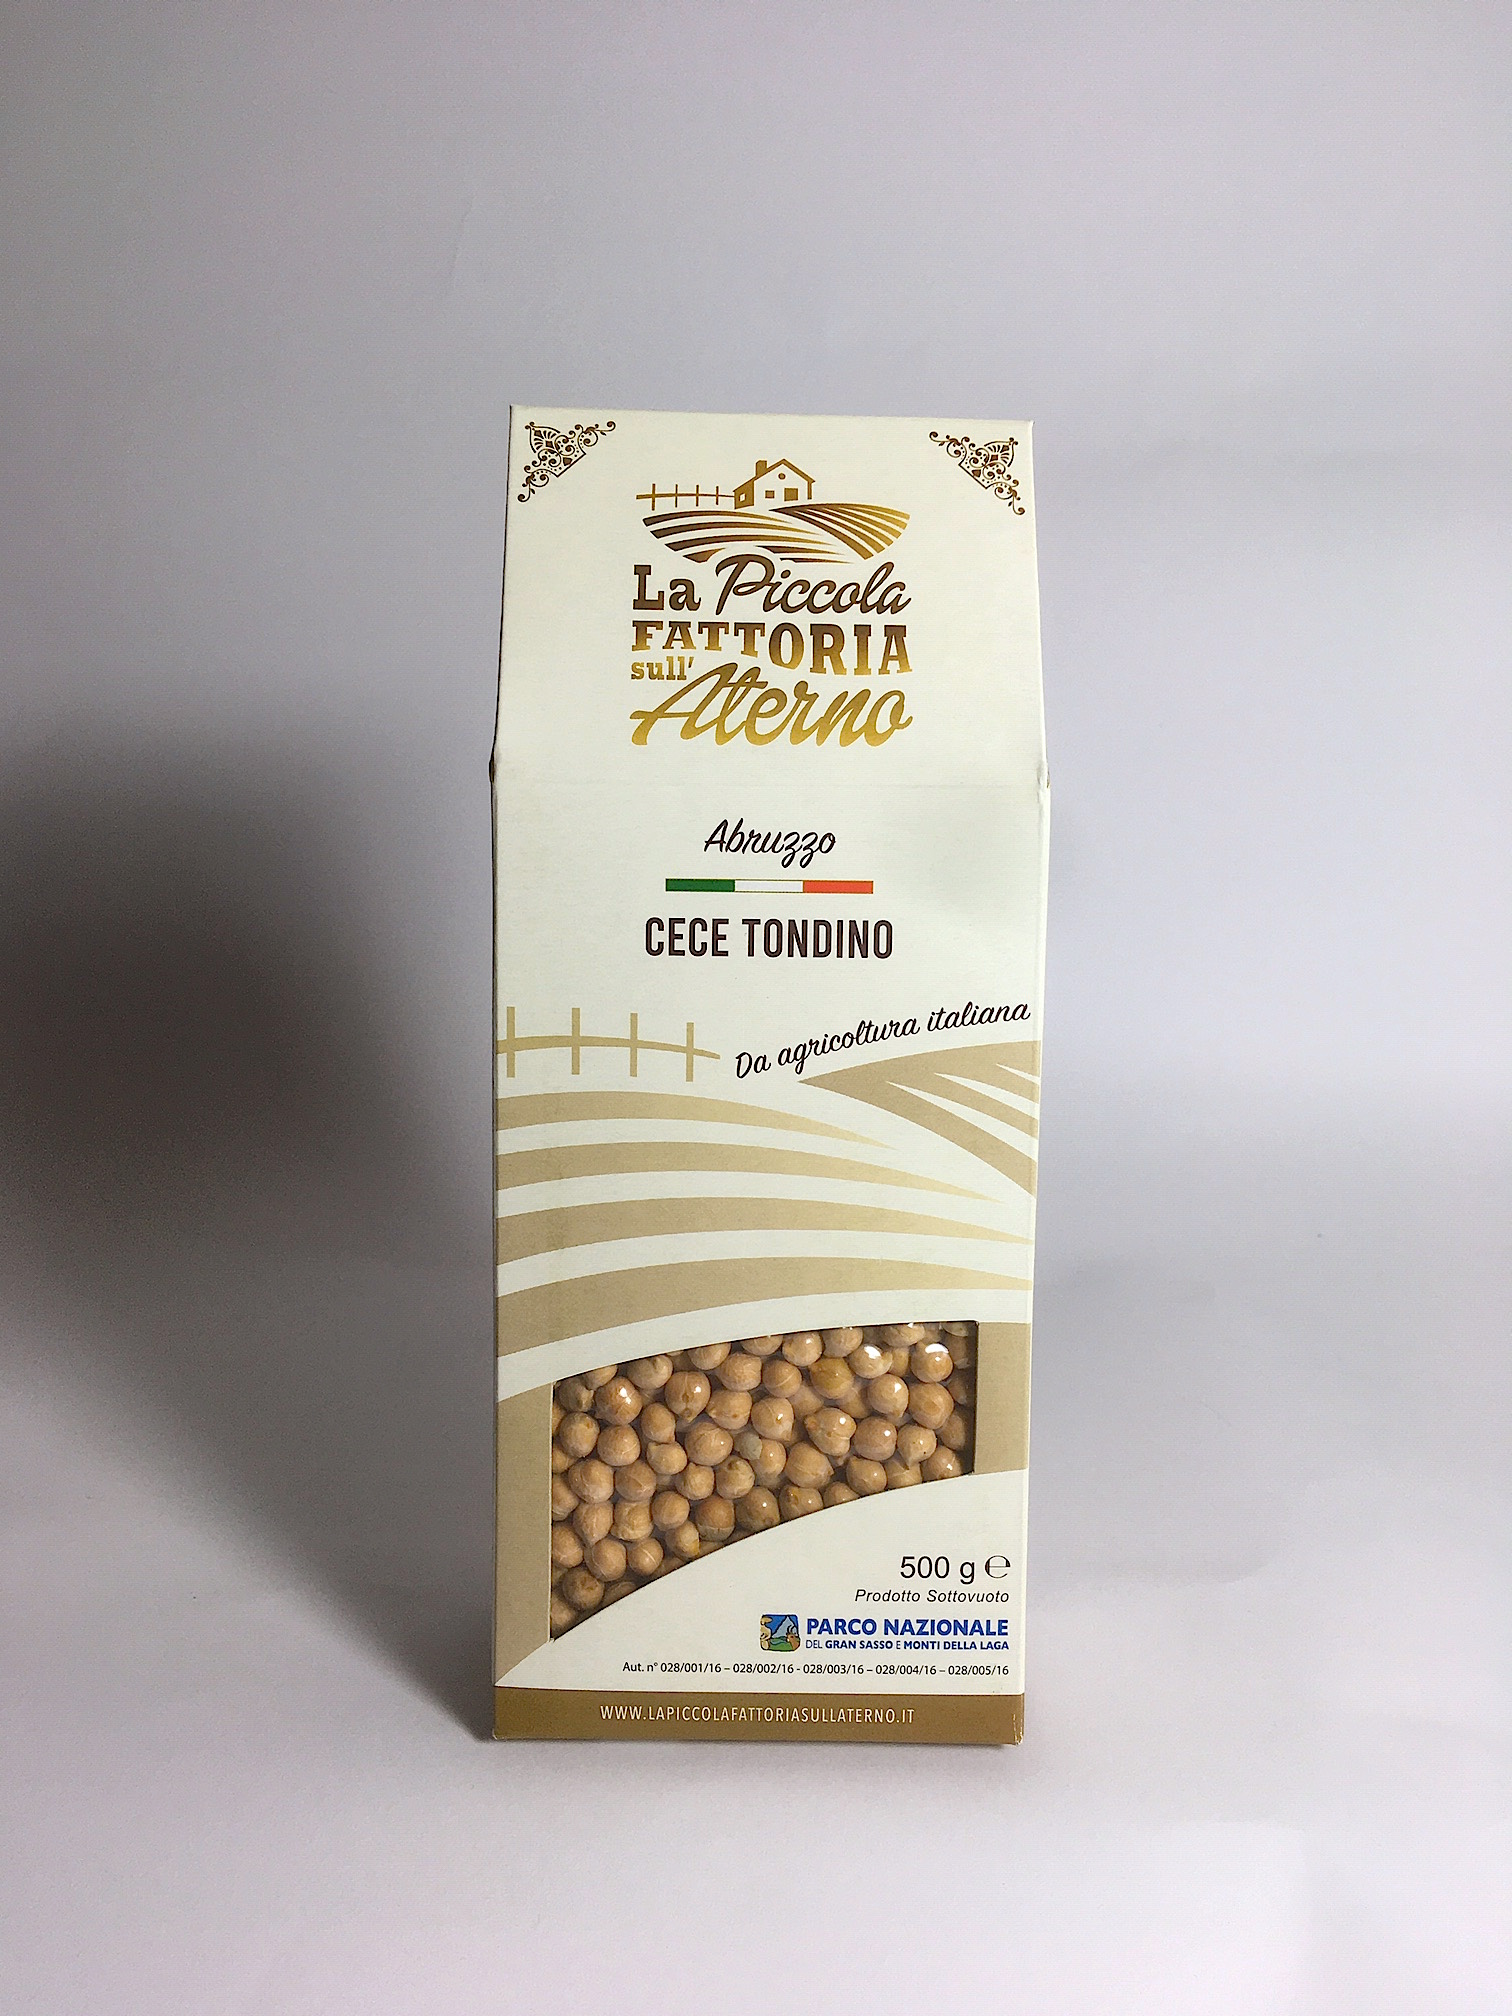 La Piccola
FATTORIA
sull'
Aterno
Abruzzo
CECE TONDINO
Da agricoltura italiana
500 g ℮
Prodotto Sottovuoto
PARCO NAZIONALE
DEL GRAN SASSO E MONTI DELLA LAGA
Aut. n° 028/001/16 – 028/002/16 - 028/003/16 – 028/004/16 – 028/005/16
WWW.LAPICCOLAFATTORIASULLATERNO.IT